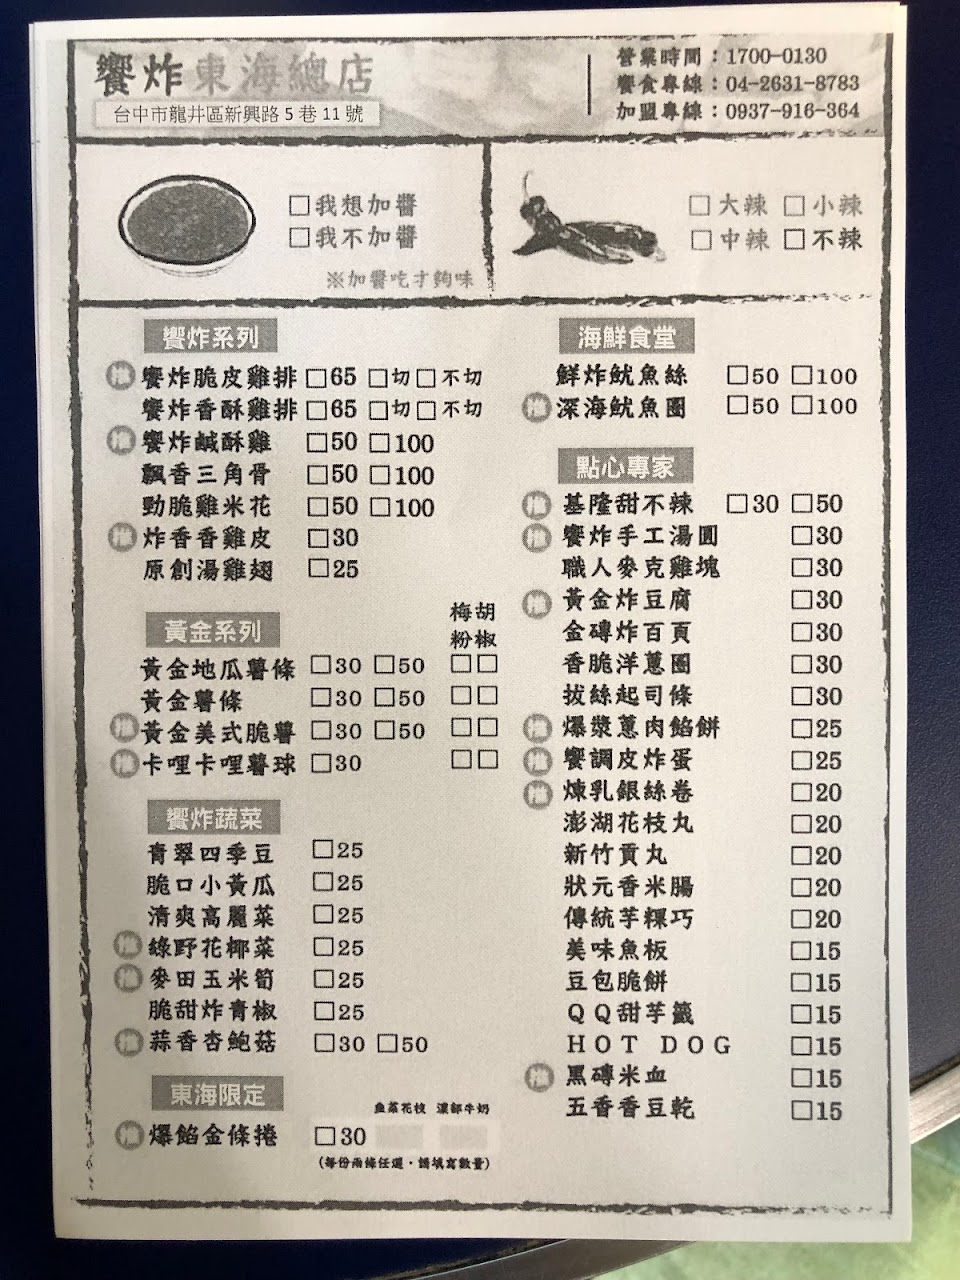 饗炸東海總店
台中市龍井區新興路5巷11號
營業時間：1700-0130
饗食專線：04-2631-8783
加盟專線：0937-916-364
□我想加醬
□我不加醬
※加醬吃才夠味
□大辣 □小辣
□中辣 □不辣
饗炸系列
推 饗炸脆皮雞排 □65 □切□不切
饗炸香酥雞排 □65 □切□不切
推 饗炸鹹酥雞 □50 □100
飄香三角骨 □50 □100
勁脆雞米花 □50 □100
推 炸香香雞皮 □30
原創湯雞翅 □25
黃金系列
梅粉 胡椒
黃金地瓜薯條 □30 □50 □□
黃金薯條 □30 □50 □□
推 黃金美式脆薯 □30 □50 □□
推 卡哩卡哩薯球 □30 □□
饗炸蔬菜
青翠四季豆 □25
脆口小黃瓜 □25
清爽高麗菜 □25
推 綠野花椰菜 □25
推 麥田玉米筍 □25
脆甜炸青椒 □25
推 蒜香杏鮑菇 □30 □50
東海限定
韭菜花枝 濃郁牛奶
推 爆餡金條捲 □30
(每份兩條任選·請填寫數量)
海鮮食堂
鮮炸魷魚絲 □50 □100
推 深海魷魚圈 □50 □100
點心專家
推 基隆甜不辣 □30 □50
推 饗炸手工湯圓 □30
職人麥克雞塊 □30
推 黃金炸豆腐 □30
金磚炸百頁 □30
香脆洋蔥圈 □30
拔絲起司條 □30
推 爆漿蔥肉餡餅 □25
推 饗調皮炸蛋 □25
推 煉乳銀絲卷 □20
澎湖花枝丸 □20
新竹貢丸 □20
狀元香米腸 □20
傳統芋粿巧 □20
美味魚板 □15
豆包脆餅 □15
QQ甜芋籤 □15
HOT DOG □15
推 黑磚米血 □15
五香香豆乾 □15